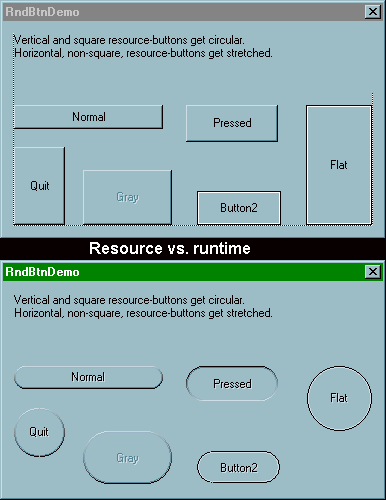 RndBtnDemo
Vertical and square resource-buttons get circular.
Horizontal, non-square, resource-buttons get stretched.
Normal
Pressed
Flat
Quit
Gray
Button2
Resource vs. runtime
RndBtnDemo
Vertical and square resource-buttons get circular.
Horizontal, non-square, resource-buttons get stretched.
Normal
Pressed
Flat
Quit
Gray
Button2